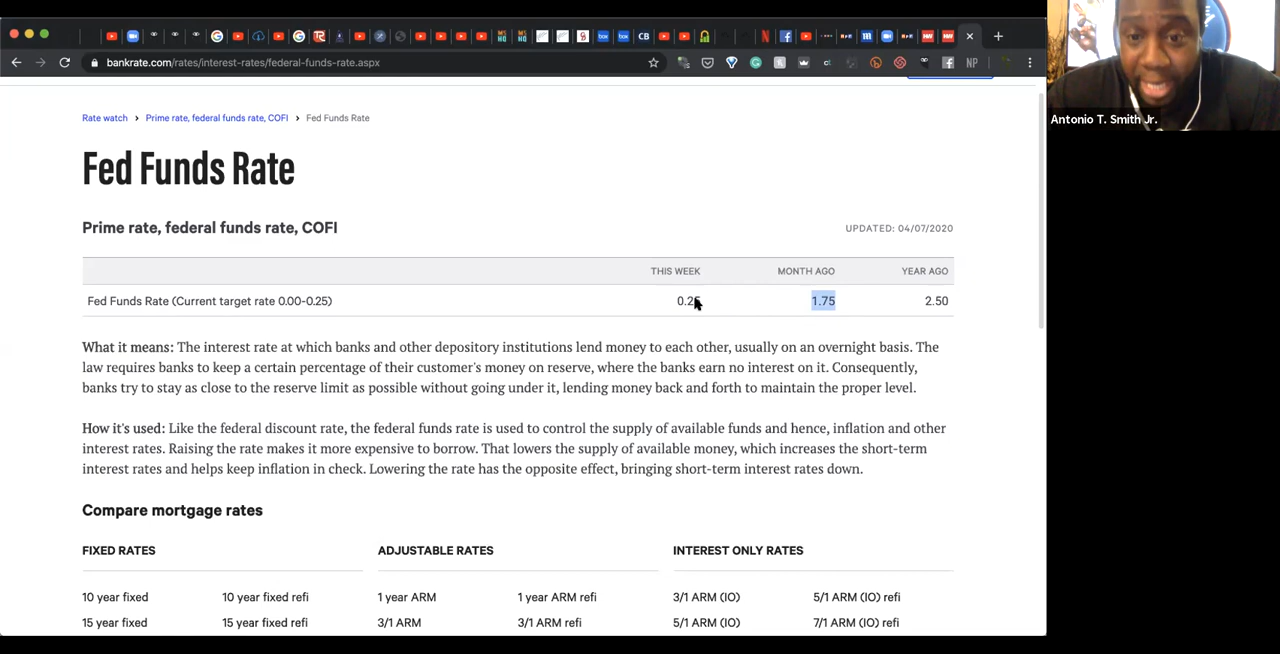 bankrate.com/rates/interest-rates/federal-funds-rate.aspx
NP
Antonio T. Smith Jr.
Rate watch › Prime rate, federal funds rate, COFI › Fed Funds Rate
Fed Funds Rate
Prime rate, federal funds rate, COFI
UPDATED: 04/07/2020
THIS WEEK MONTH AGO YEAR AGO
Fed Funds Rate (Current target rate 0.00-0.25) 0.25 1.75 2.50
What it means: The interest rate at which banks and other depository institutions lend money to each other, usually on an overnight basis. The
law requires banks to keep a certain percentage of their customer's money on reserve, where the banks earn no interest on it. Consequently,
banks try to stay as close to the reserve limit as possible without going under it, lending money back and forth to maintain the proper level.
How it's used: Like the federal discount rate, the federal funds rate is used to control the supply of available funds and hence, inflation and other
interest rates. Raising the rate makes it more expensive to borrow. That lowers the supply of available money, which increases the short-term
interest rates and helps keep inflation in check. Lowering the rate has the opposite effect, bringing short-term interest rates down.
Compare mortgage rates
FIXED RATES ADJUSTABLE RATES INTEREST ONLY RATES
10 year fixed 10 year fixed refi 1 year ARM 1 year ARM refi 3/1 ARM (IO) 5/1 ARM (IO) refi
15 year fixed 15 year fixed refi 3/1 ARM 3/1 ARM refi 5/1 ARM (IO) 7/1 ARM (IO) refi